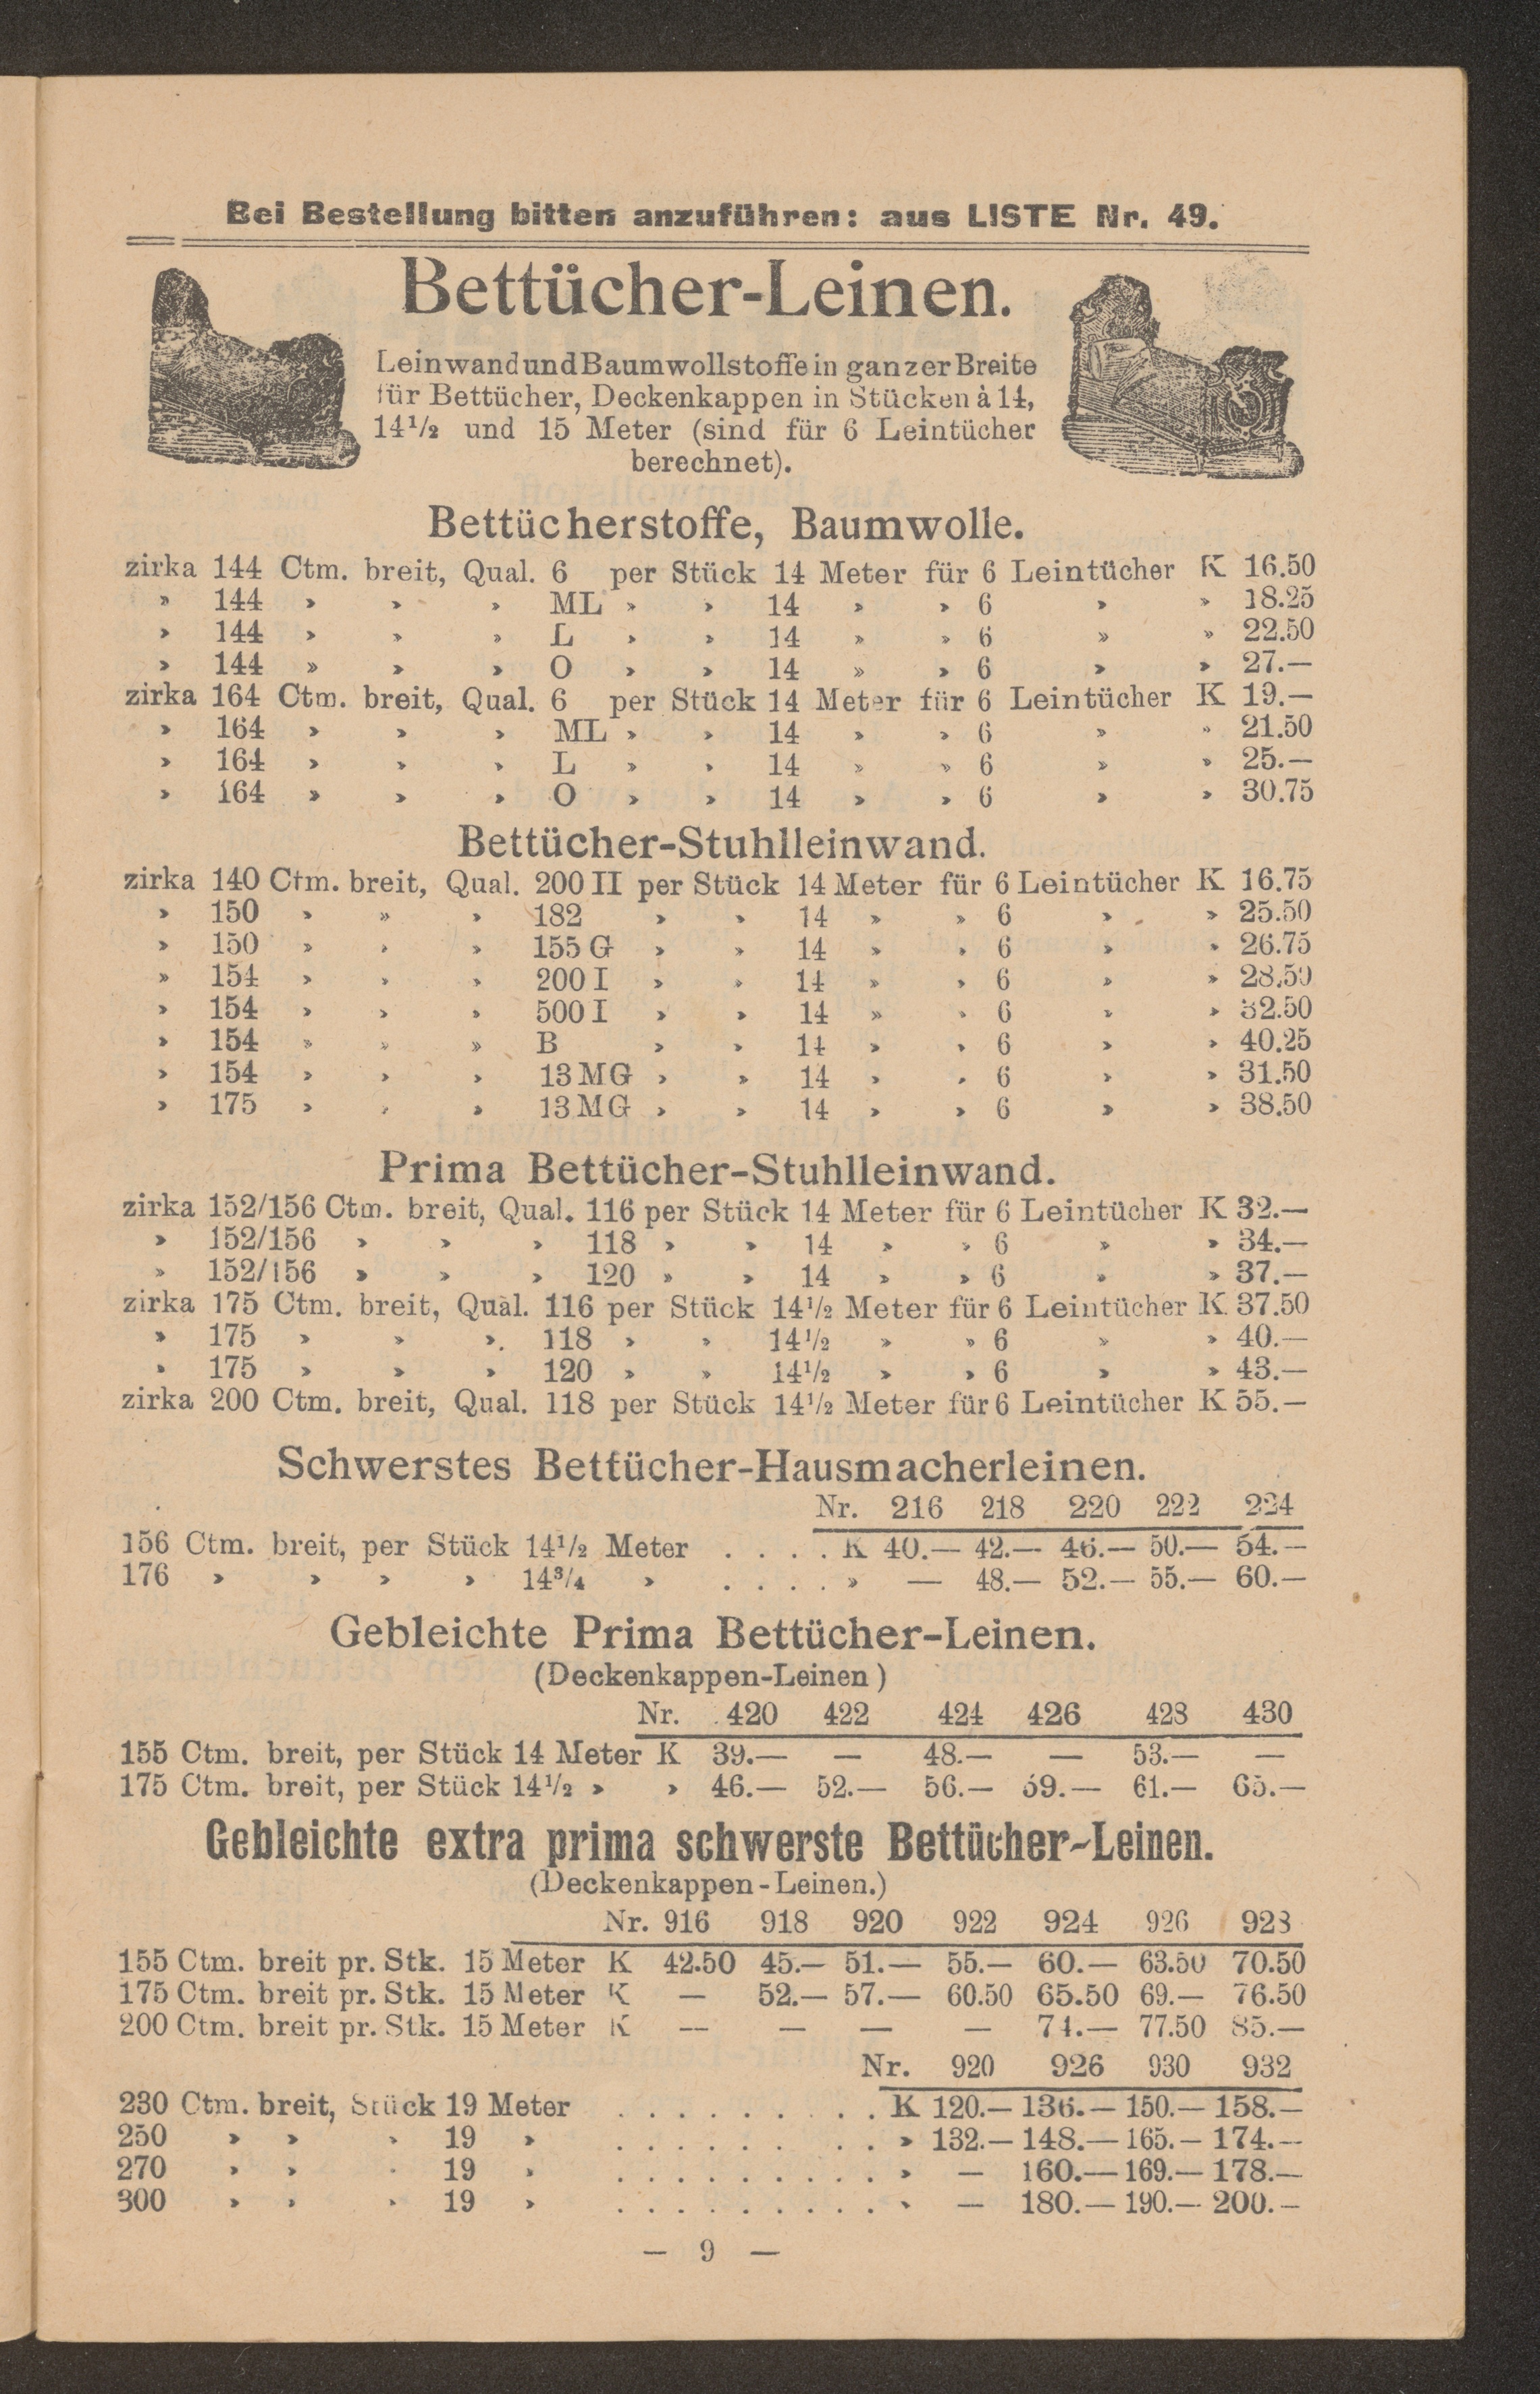 Bei Bestellung bitten anzuführen: aus LISTE Nr. 49.
Bettücher-Leinen.
Leinwand und Baumwollstoffe in ganzer Breite
für Bettücher, Deckenkappen in Stücken à 14,
14½ und 15 Meter (sind für 6 Leintücher
berechnet).
Bettücherstoffe, Baumwolle.
zirka 144 Ctm. breit, Qual. 6 per Stück 14 Meter für 6 Leintücher K 16.50
» 144 » » » ML » » 14 » » 6 » » 18.25
» 144 » » » L » » 14 » » 6 » » 22.50
» 144 » » » O » » 14 » » 6 » » 27.—
zirka 164 Ctm. breit, Qual. 6 per Stück 14 Meter für 6 Leintücher K 19.—
» 164 » » » ML » » 14 » » 6 » » 21.50
» 164 » » » L » » 14 » » 6 » » 25.—
» 164 » » » O » » 14 » » 6 » » 30.75
Bettücher-Stuhlleinwand.
zirka 140 Ctm. breit, Qual. 200 II per Stück 14 Meter für 6 Leintücher K 16.75
» 150 » » » 182 » » 14 » » 6 » » 25.50
» 150 » » » 155 G » » 14 » » 6 » » 26.75
» 154 » » » 200 I » » 14 » » 6 » » 28.50
» 154 » » » 500 I » » 14 » » 6 » » 32.50
» 154 » » » B » » 14 » » 6 » » 40.25
» 154 » » » 13 MG » » 14 » » 6 » » 31.50
» 175 » » » 13 MG » » 14 » » 6 » » 38.50
Prima Bettücher-Stuhlleinwand.
zirka 152/156 Ctm. breit, Qual. 116 per Stück 14 Meter für 6 Leintücher K 32.—
» 152/156 » » » 118 » » 14 » » 6 » » 34.—
» 152/156 » » » 120 » » 14 » » 6 » » 37.—
zirka 175 Ctm. breit, Qual. 116 per Stück 14½ Meter für 6 Leintücher K 37.50
» 175 » » » 118 » » 14½ » » 6 » » 40.—
» 175 » » » 120 » » 14½ » » 6 » » 43.—
zirka 200 Ctm. breit, Qual. 118 per Stück 14½ Meter für 6 Leintücher K 55.—
Schwerstes Bettücher-Hausmacherleinen.
Nr. 216 218 220 222 224
156 Ctm. breit, per Stück 14½ Meter . . . . K 40.— 42.— 46.— 50.— 54.—
176 » » » » 14¾ » . . . . » — 48.— 52.— 55.— 60.—
Gebleichte Prima Bettücher-Leinen.
(Deckenkappen-Leinen)
Nr. 420 422 424 426 428 430
155 Ctm. breit, per Stück 14 Meter K 39.— — 48.— — 53.— —
175 Ctm. breit, per Stück 14½ » » 46.— 52.— 56.— 59.— 61.— 65.—
Gebleichte extra prima schwerste Bettücher-Leinen.
(Deckenkappen-Leinen.)
Nr. 916 918 920 922 924 926 928
155 Ctm. breit pr. Stk. 15 Meter K 42.50 45.— 51.— 55.— 60.— 63.50 70.50
175 Ctm. breit pr. Stk. 15 Meter K — 52.— 57.— 60.50 65.50 69.— 76.50
200 Ctm. breit pr. Stk. 15 Meter K — — — — 74.— 77.50 85.—
Nr. 920 926 930 932
230 Ctm. breit, Stück 19 Meter . . . . . . . . . K 120.— 136.— 150.— 158.—
250 » » » 19 » . . . . . . . . . » 132.— 148.— 165.— 174.—
270 » » » 19 » . . . . . . . . . » — 160.— 169.— 178.—
300 » » » 19 » . . . . . . . . . » — 180.— 190.— 200.—
— 9 —